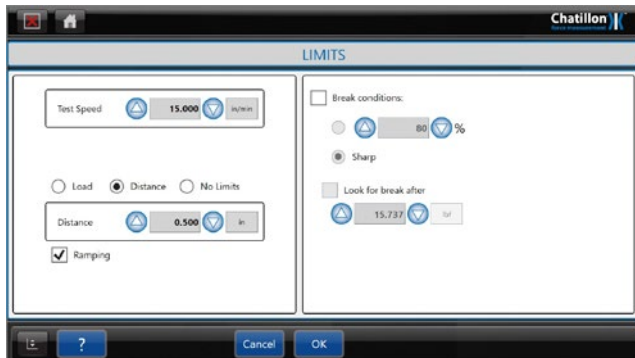 Chatillon
LIMITS
Test Speed 15.000 in/min
Load Distance No Limits
Distance 0.500 in
Ramping
Break conditions:
80 %
Sharp
Look for break after
15.737 lbf
? Cancel OK